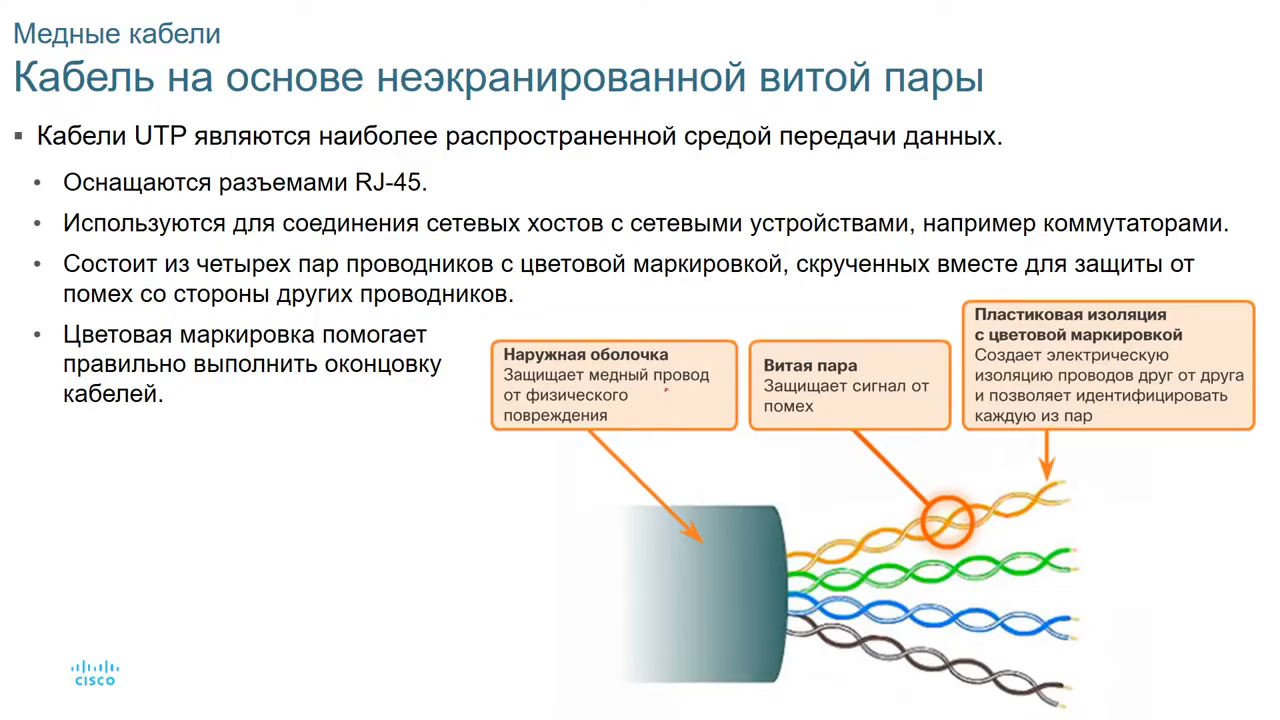 Медные кабели
Кабель на основе неэкранированной витой пары
▪ Кабели UTP являются наиболее распространенной средой передачи данных.
• Оснащаются разъемами RJ-45.
• Используются для соединения сетевых хостов с сетевыми устройствами, например коммутаторами.
• Состоит из четырех пар проводников с цветовой маркировкой, скрученных вместе для защиты от
помех со стороны других проводников.
• Цветовая маркировка помогает
правильно выполнить оконцовку
кабелей.
Наружная оболочка
Защищает медный провод
от физического
повреждения
Витая пара
Защищает сигнал от
помех
Пластиковая изоляция
с цветовой маркировкой
Создает электрическую
изоляцию проводов друг от друга
и позволяет идентифицировать
каждую из пар
CISCO